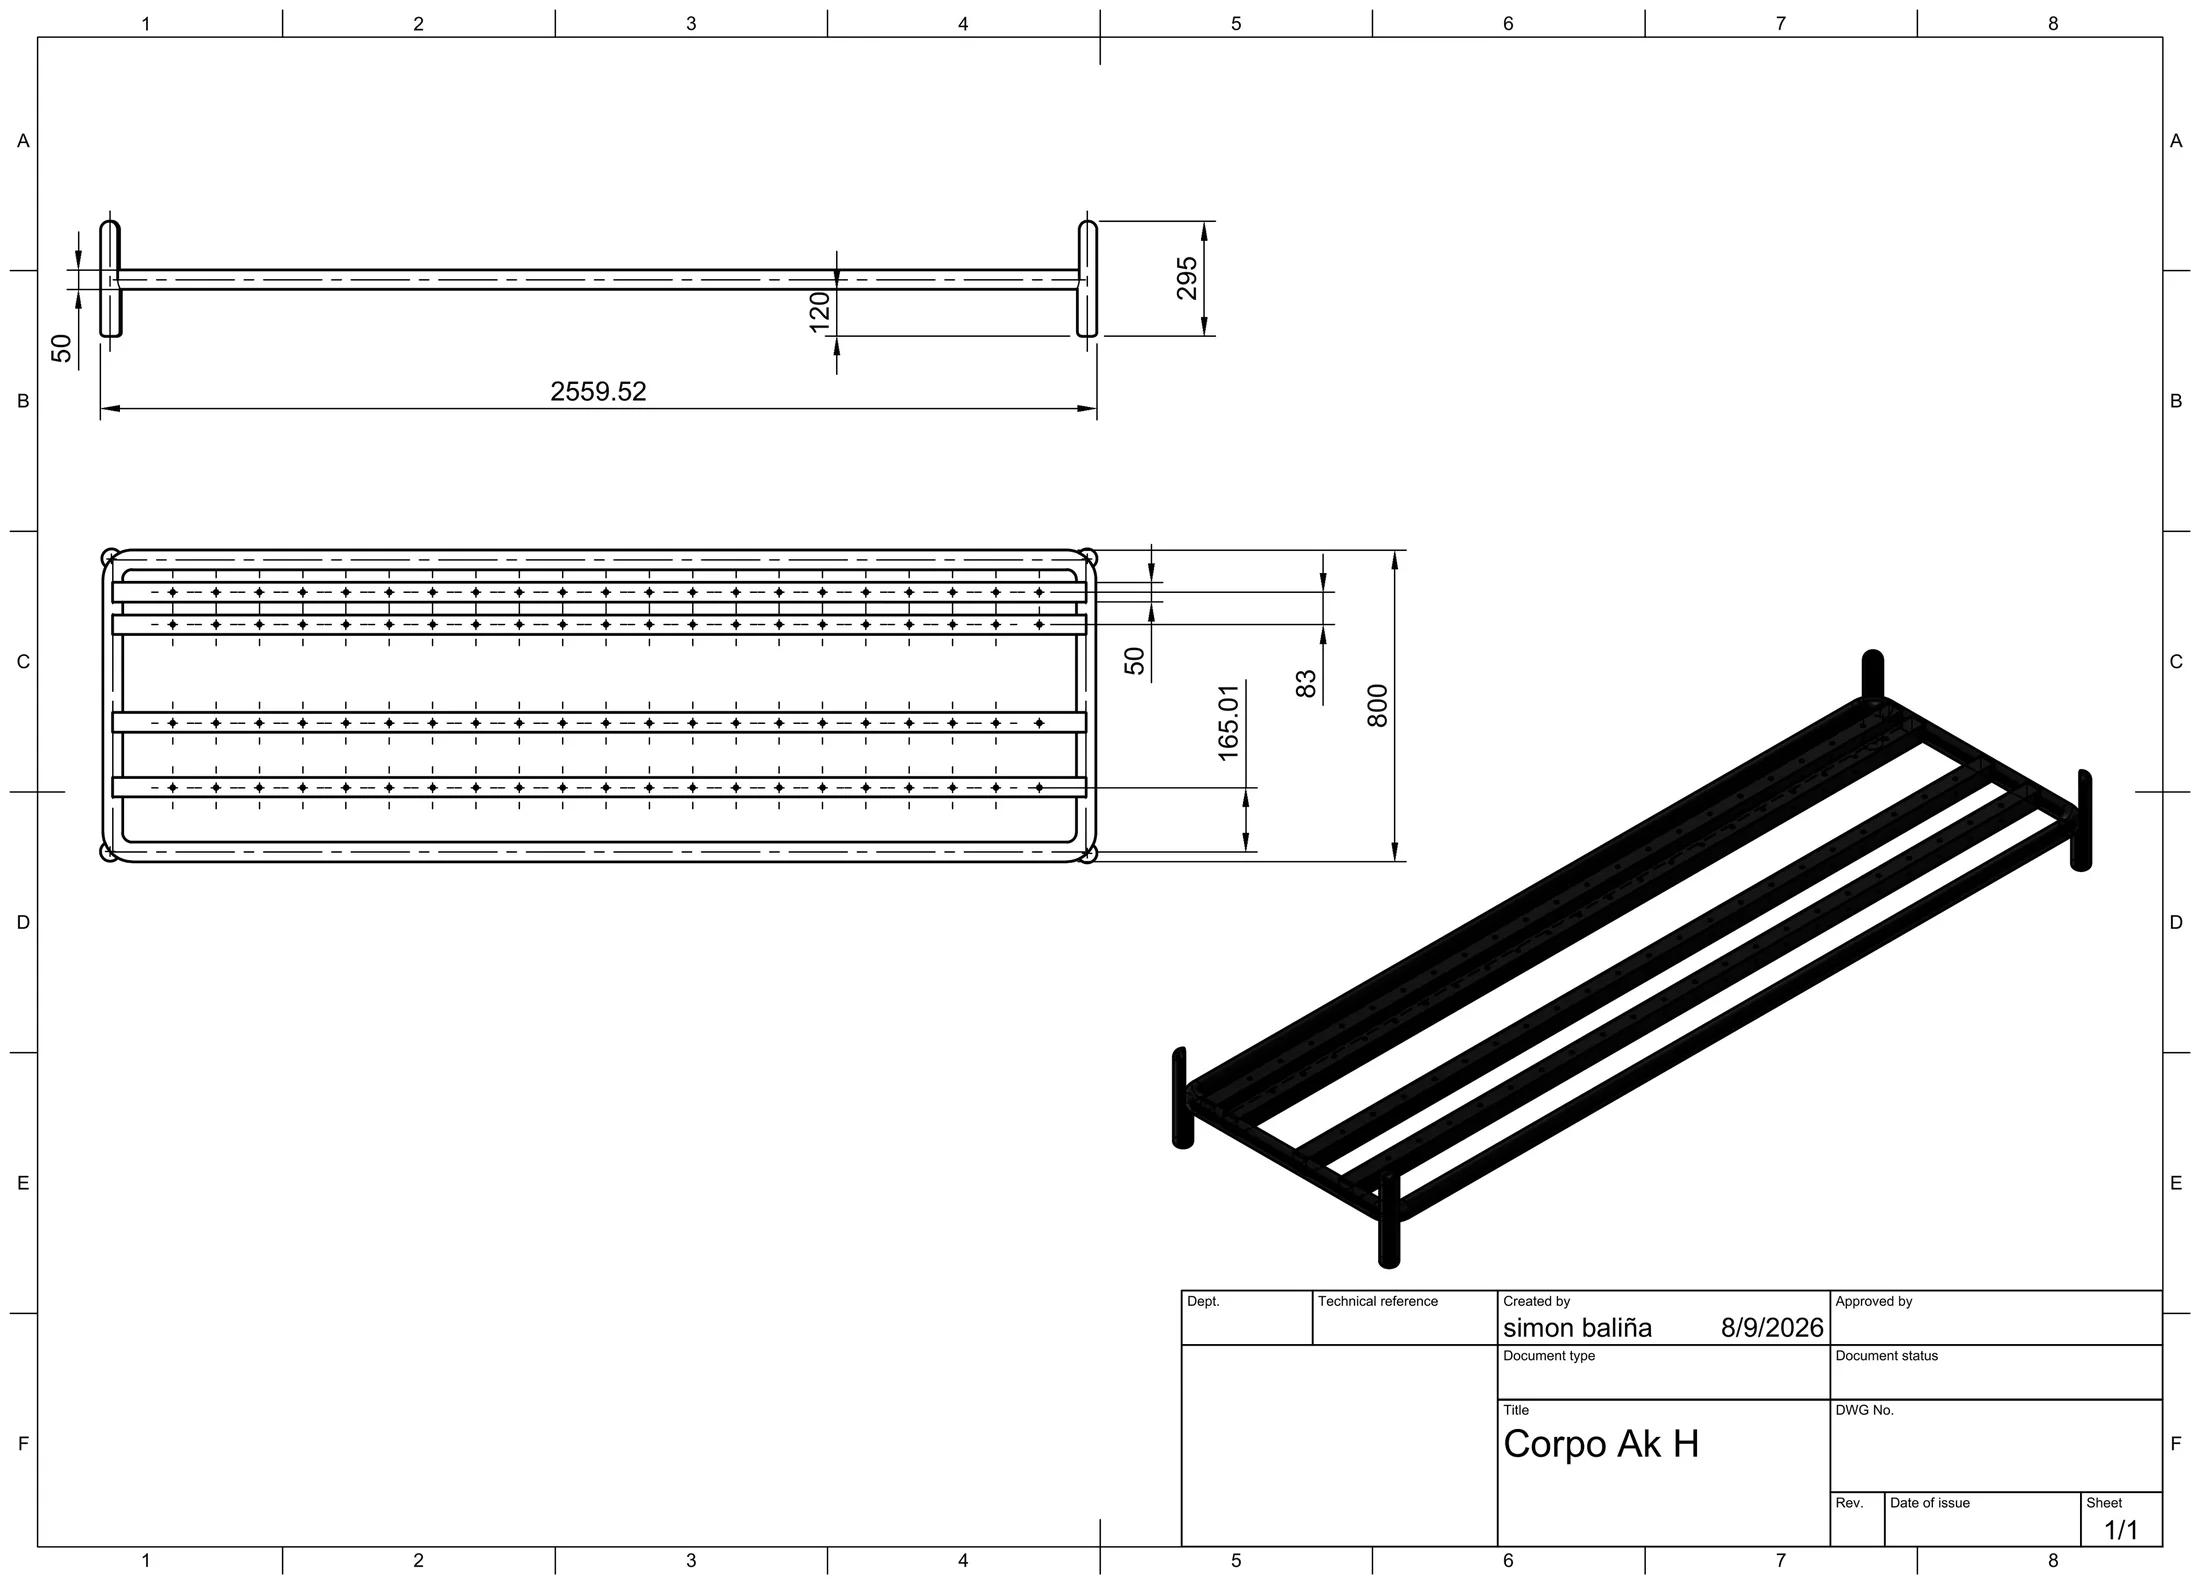 1 2 3 4 5 6 7 8
A A
295
120
50
2559.52
B B
50
83
165.01
800
C C
D D
E E
Dept. Technical reference Created by Approved by
simon baliña 8/9/2026
Document type Document status
Title DWG No.
Corpo Ak H
F F
Rev. Date of issue Sheet
1/1
1 2 3 4 5 6 7 8